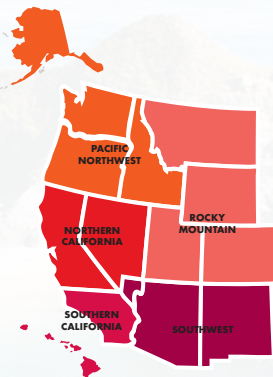 PACIFIC
NORTHWEST
ROCKY
MOUNTAIN
NORTHERN
CALIFORNIA
SOUTHERN
CALIFORNIA
SOUTHWEST